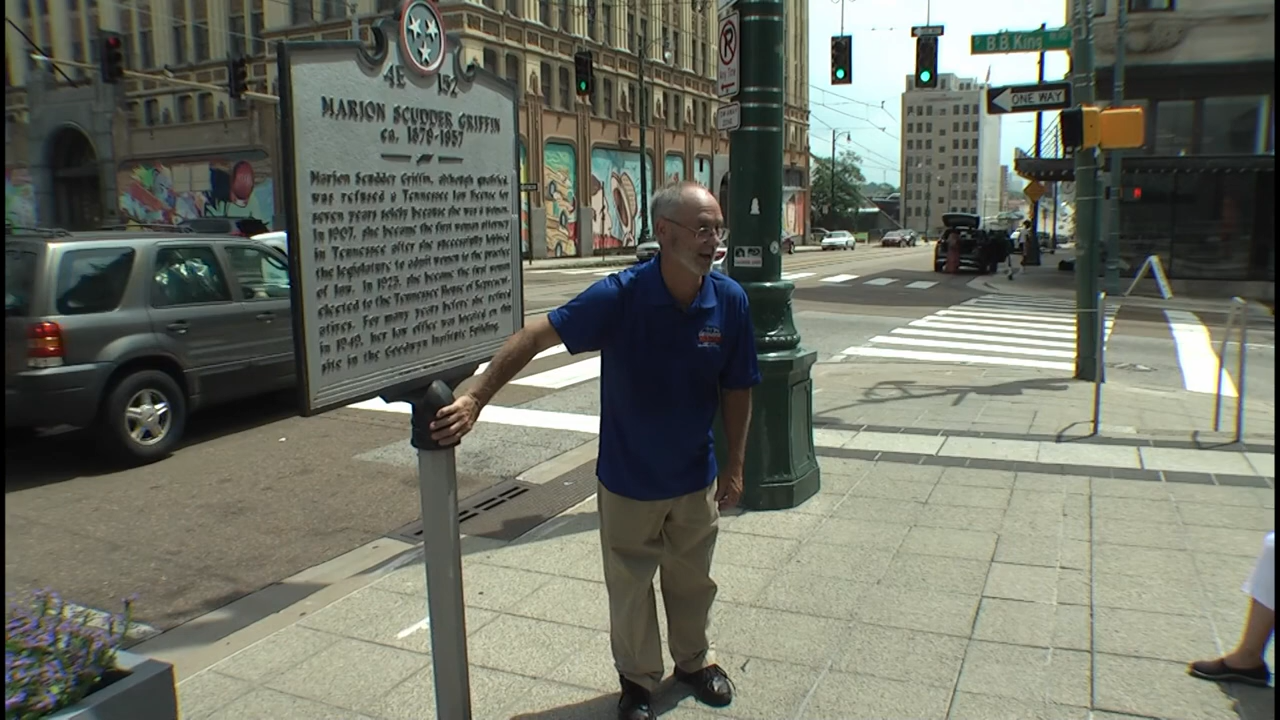 4E 152
MARION SCUDDER GRIFFIN
ca. 1879-1957
Marion Scudder Griffin, although qualified,
was refused a Tennessee law license for
seven years solely because she was a woman.
In 1907, she became the first woman attorney
in Tennessee after she successfully lobbied
the legislature to admit women to the practice
of law. In 1923, she became the first woman
elected to the Tennessee House of Represent-
atives. For many years before she retired
in 1949, her law office was located on this
site in the Goodwyn Institute Building.
B B King
ONE WAY